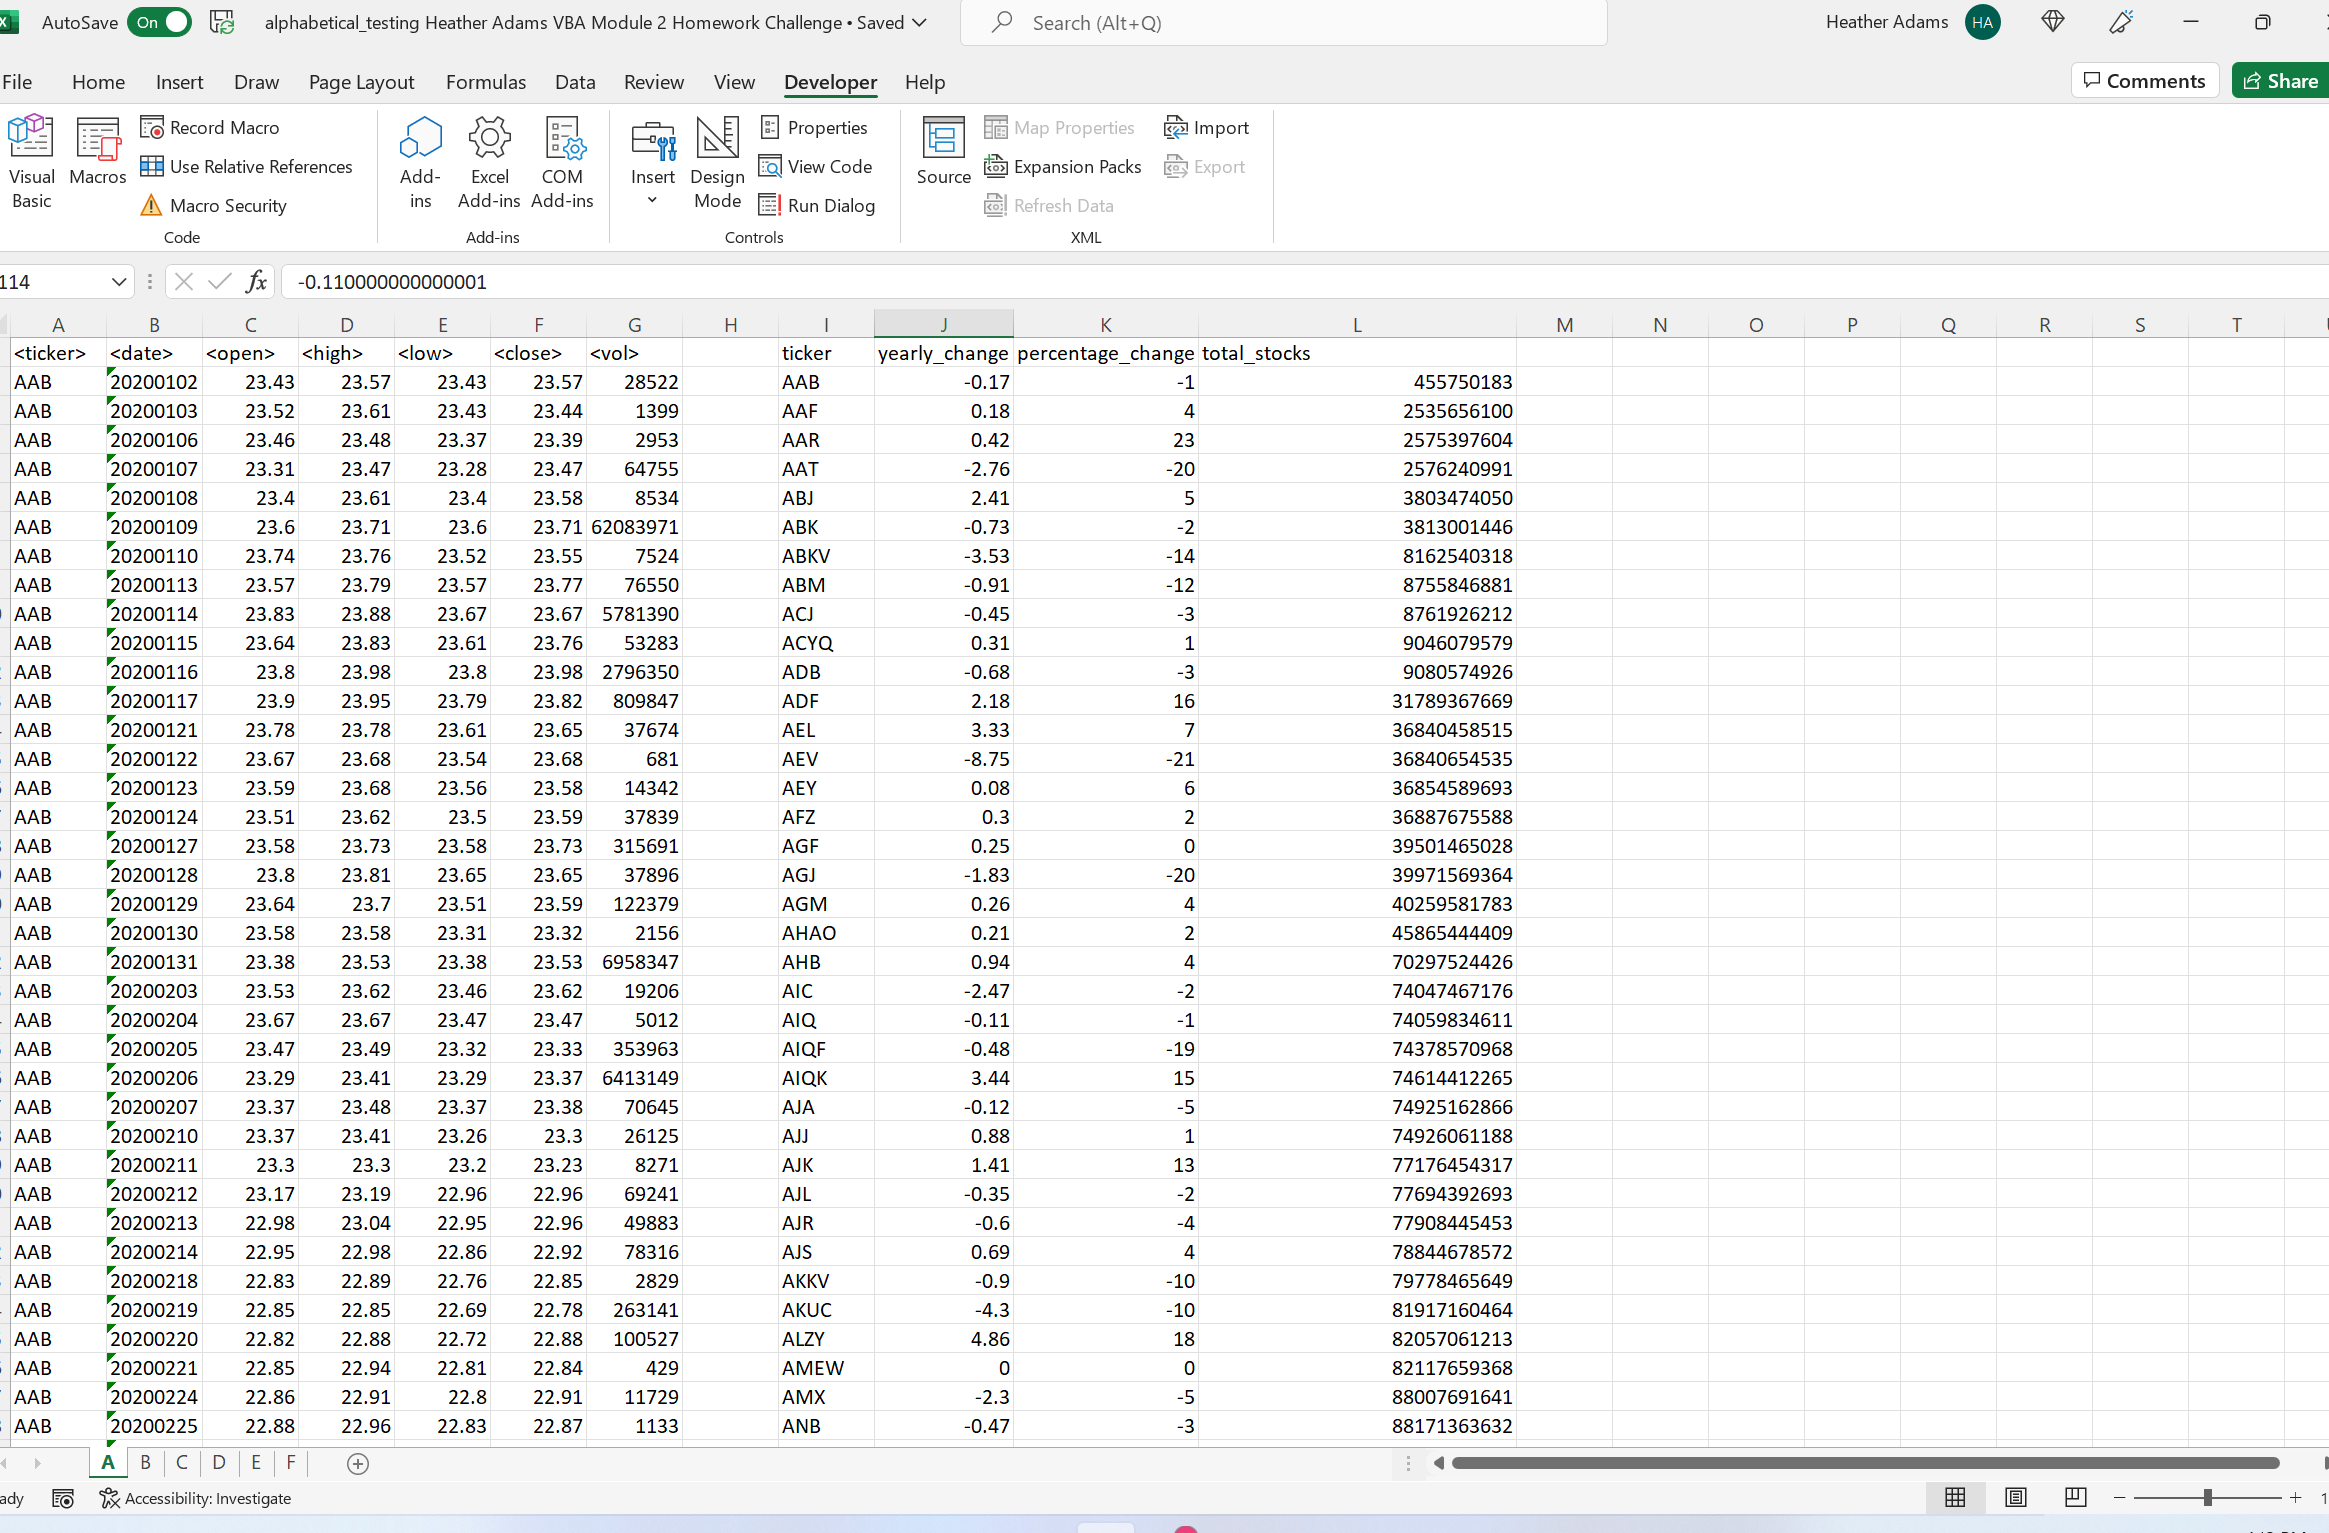 AutoSave On alphabetical_testing Heather Adams VBA Module 2 Homework Challenge • Saved Search (Alt+Q) Heather Adams HA
File Home Insert Draw Page Layout Formulas Data Review View Developer Help Comments Share
Visual Basic
Macros
Record Macro
Use Relative References
Macro Security
Code
Add-ins
Excel Add-ins
COM Add-ins
Add-ins
Insert
Design Mode
Properties
View Code
Run Dialog
Controls
Source
Map Properties
Expansion Packs
Refresh Data
Import
Export
XML
114 fx -0.110000000000001
A B C D E F G H I J K L M N O P Q R S T
<ticker> <date> <open> <high> <low> <close> <vol> ticker yearly_change percentage_change total_stocks
AAB 20200102 23.43 23.57 23.43 23.57 28522 AAB -0.17 -1 455750183
AAB 20200103 23.52 23.61 23.43 23.44 1399 AAF 0.18 4 2535656100
AAB 20200106 23.46 23.48 23.37 23.39 2953 AAR 0.42 23 2575397604
AAB 20200107 23.31 23.47 23.28 23.47 64755 AAT -2.76 -20 2576240991
AAB 20200108 23.4 23.61 23.4 23.58 8534 ABJ 2.41 5 3803474050
AAB 20200109 23.6 23.71 23.6 23.71 62083971 ABK -0.73 -2 3813001446
AAB 20200110 23.74 23.76 23.52 23.55 7524 ABKV -3.53 -14 8162540318
AAB 20200113 23.57 23.79 23.57 23.77 76550 ABM -0.91 -12 8755846881
AAB 20200114 23.83 23.88 23.67 23.67 5781390 ACJ -0.45 -3 8761926212
AAB 20200115 23.64 23.83 23.61 23.76 53283 ACYQ 0.31 1 9046079579
AAB 20200116 23.8 23.98 23.8 23.98 2796350 ADB -0.68 -3 9080574926
AAB 20200117 23.9 23.95 23.79 23.82 809847 ADF 2.18 16 31789367669
AAB 20200121 23.78 23.78 23.61 23.65 37674 AEL 3.33 7 36840458515
AAB 20200122 23.67 23.68 23.54 23.68 681 AEV -8.75 -21 36840654535
AAB 20200123 23.59 23.68 23.56 23.58 14342 AEY 0.08 6 36854589693
AAB 20200124 23.51 23.62 23.5 23.59 37839 AFZ 0.3 2 36887675588
AAB 20200127 23.58 23.73 23.58 23.73 315691 AGF 0.25 0 39501465028
AAB 20200128 23.8 23.81 23.65 23.65 37896 AGJ -1.83 -20 39971569364
AAB 20200129 23.64 23.7 23.51 23.59 122379 AGM 0.26 4 40259581783
AAB 20200130 23.58 23.58 23.31 23.32 2156 AHAO 0.21 2 45865444409
AAB 20200131 23.38 23.53 23.38 23.53 6958347 AHB 0.94 4 70297524426
AAB 20200203 23.53 23.62 23.46 23.62 19206 AIC -2.47 -2 74047467176
AAB 20200204 23.67 23.67 23.47 23.47 5012 AIQ -0.11 -1 74059834611
AAB 20200205 23.47 23.49 23.32 23.33 353963 AIQF -0.48 -19 74378570968
AAB 20200206 23.29 23.41 23.29 23.37 6413149 AIQK 3.44 15 74614412265
AAB 20200207 23.37 23.48 23.37 23.38 70645 AJA -0.12 -5 74925162866
AAB 20200210 23.37 23.41 23.26 23.3 26125 AJJ 0.88 1 74926061188
AAB 20200211 23.3 23.3 23.2 23.23 8271 AJK 1.41 13 77176454317
AAB 20200212 23.17 23.19 22.96 22.96 69241 AJL -0.35 -2 77694392693
AAB 20200213 22.98 23.04 22.95 22.96 49883 AJR -0.6 -4 77908445453
AAB 20200214 22.95 22.98 22.86 22.92 78316 AJS 0.69 4 78844678572
AAB 20200218 22.83 22.89 22.76 22.85 2829 AKKV -0.9 -10 79778465649
AAB 20200219 22.85 22.85 22.69 22.78 263141 AKUC -4.3 -10 81917160464
AAB 20200220 22.82 22.88 22.72 22.88 100527 ALZY 4.86 18 82057061213
AAB 20200221 22.85 22.94 22.81 22.84 429 AMEW 0 0 82117659368
AAB 20200224 22.86 22.91 22.8 22.91 11729 AMX -2.3 -5 88007691641
AAB 20200225 22.88 22.96 22.83 22.87 1133 ANB -0.47 -3 88171363632
A B C D E F
ady Accessibility: Investigate